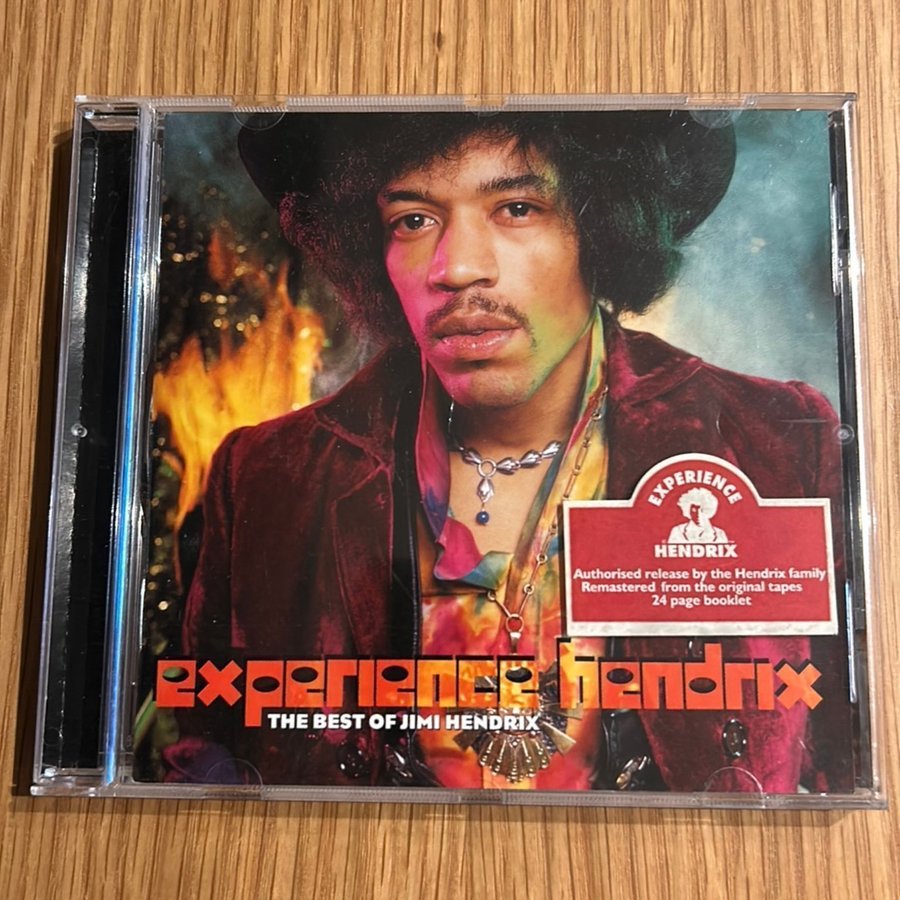 EXPERIENCE
HENDRIX
Authorised release by the Hendrix family
Remastered from the original tapes
24 page booklet
experience hendrix
THE BEST OF JIMI HENDRIX